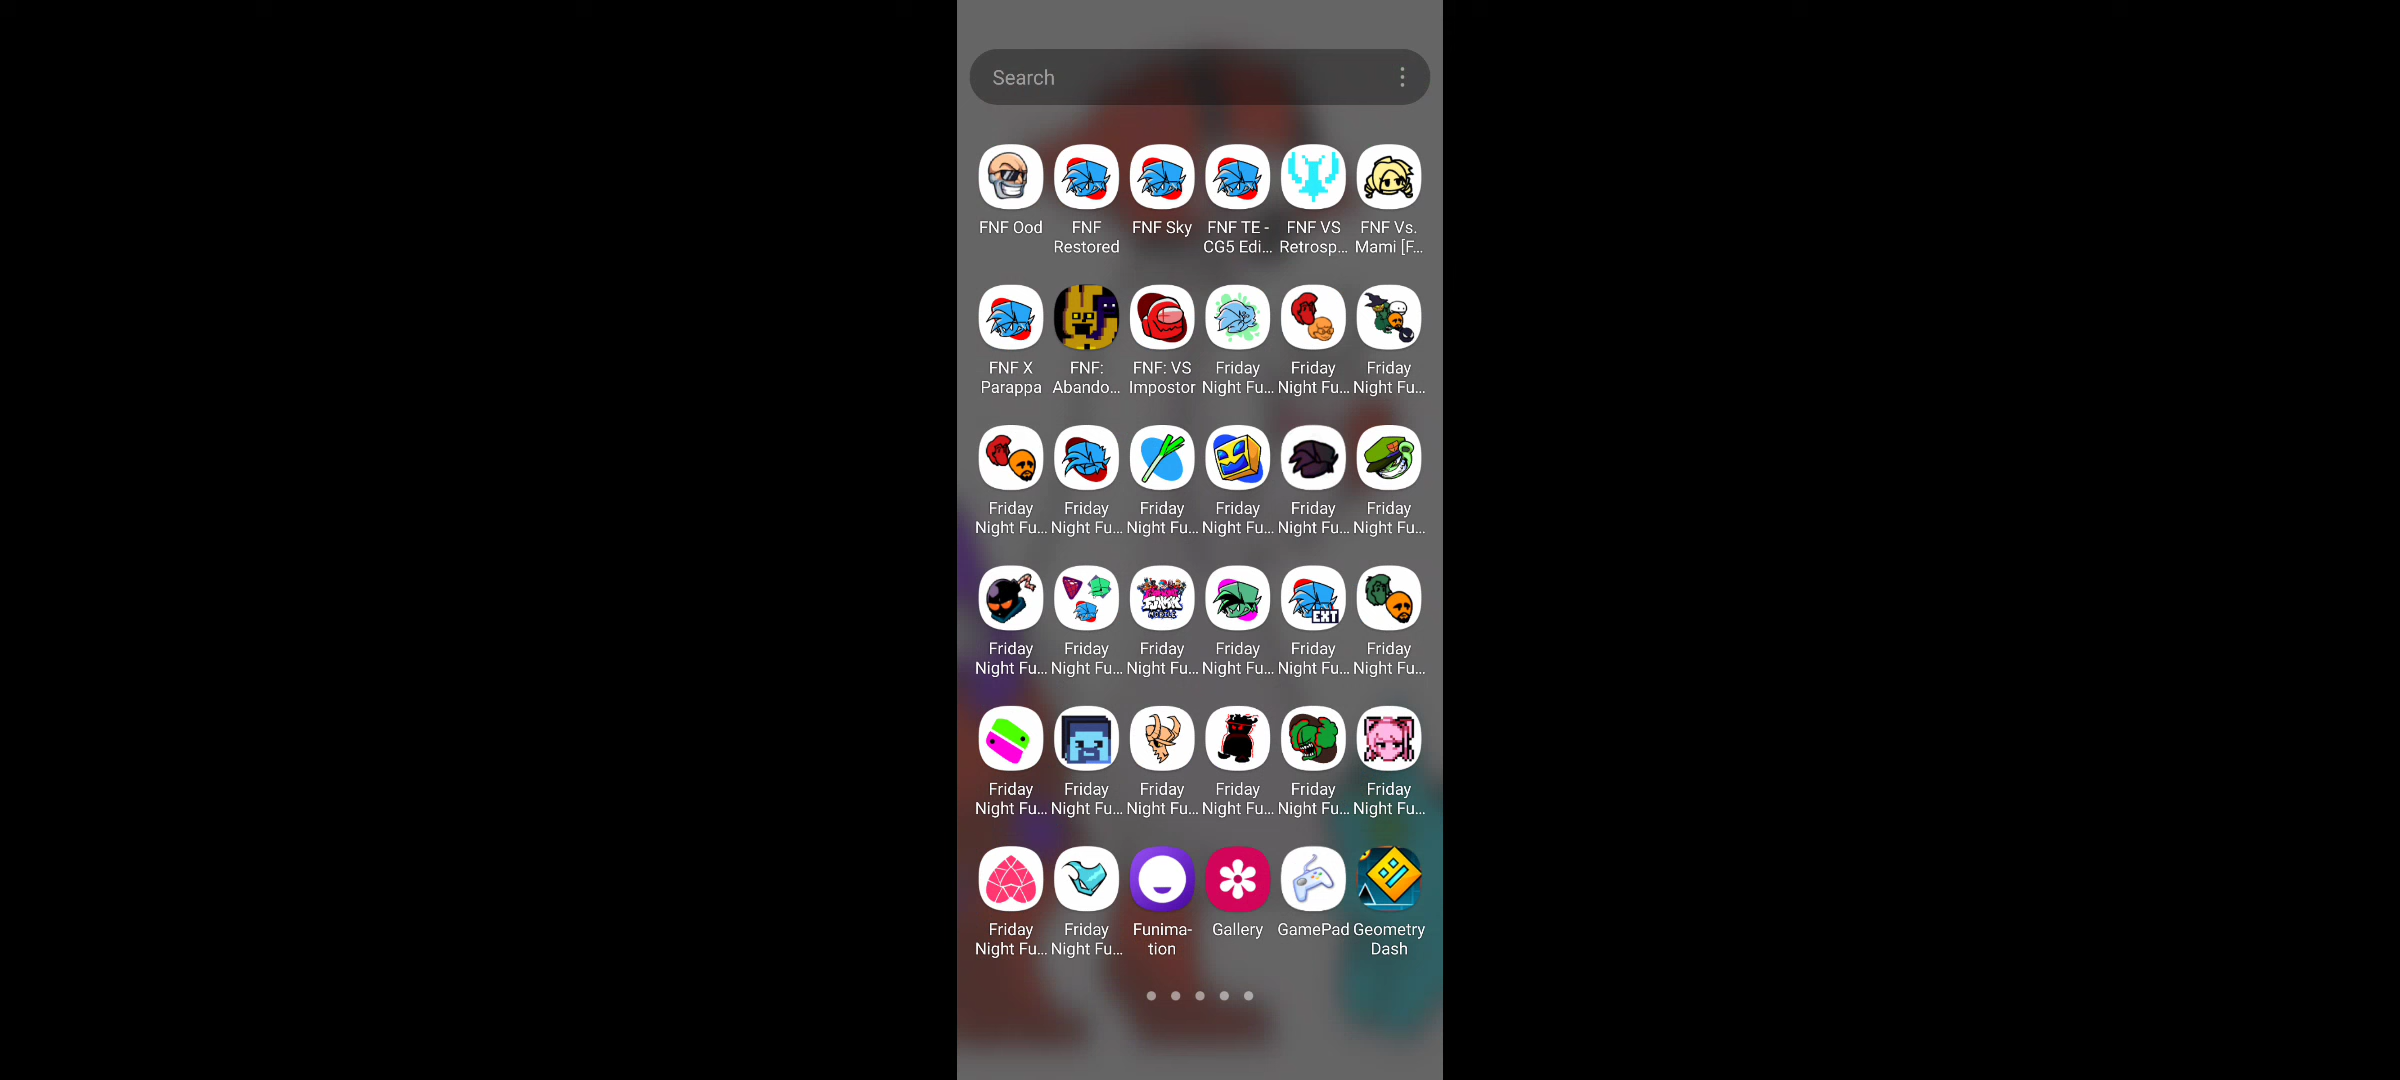 Search
FNF Ood
FNF
Restored
FNF Sky
FNF TE -
CG5 Edi...
FNF VS
Retrosp...
FNF Vs.
Mami [F...
FNF X
Parappa
FNF:
Abando...
FNF: VS
Impostor
Friday
Night Fu...
Friday
Night Fu...
Friday
Night Fu...
Friday
Night Fu...
Friday
Night Fu...
Friday
Night Fu...
Friday
Night Fu...
Friday
Night Fu...
Friday
Night Fu...
Friday
Night Fu...
Friday
Night Fu...
FUNKIN
MOBILE
Friday
Night Fu...
Friday
Night Fu...
EXT
Friday
Night Fu...
Friday
Night Fu...
Friday
Night Fu...
Friday
Night Fu...
Friday
Night Fu...
Friday
Night Fu...
Friday
Night Fu...
Friday
Night Fu...
Friday
Night Fu...
Friday
Night Fu...
Funima-
tion
Gallery
GamePad
Geometry
Dash